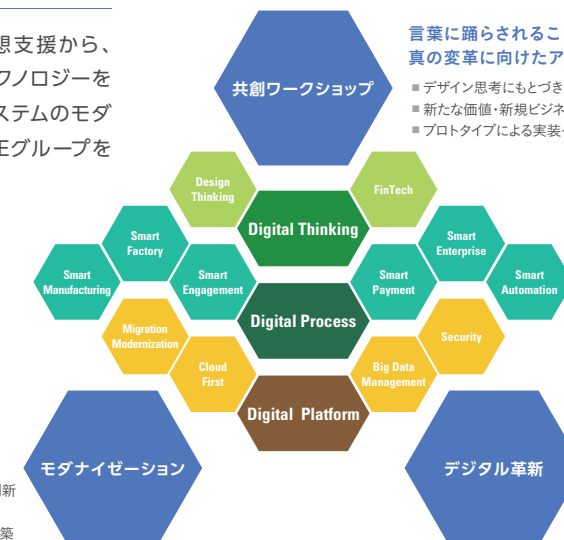 想支援から、
クノロジーを
ステムのモダ
Eグループを
言葉に踊らされるこ
真の変革に向けたア
■ デザイン思考にもとづき
■ 新たな価値・新規ビジネ
■ プロトタイプによる実装
共創ワークショップ
Design
Thinking
FinTech
Digital Thinking
Smart
Factory
Smart
Enterprise
Smart
Manufacturing
Smart
Engagement
Smart
Payment
Smart
Automation
Digital Process
Migration
Modernization
Security
Cloud
First
Big Data
Management
Digital Platform
モダナイゼーション
デジタル革新
新
築